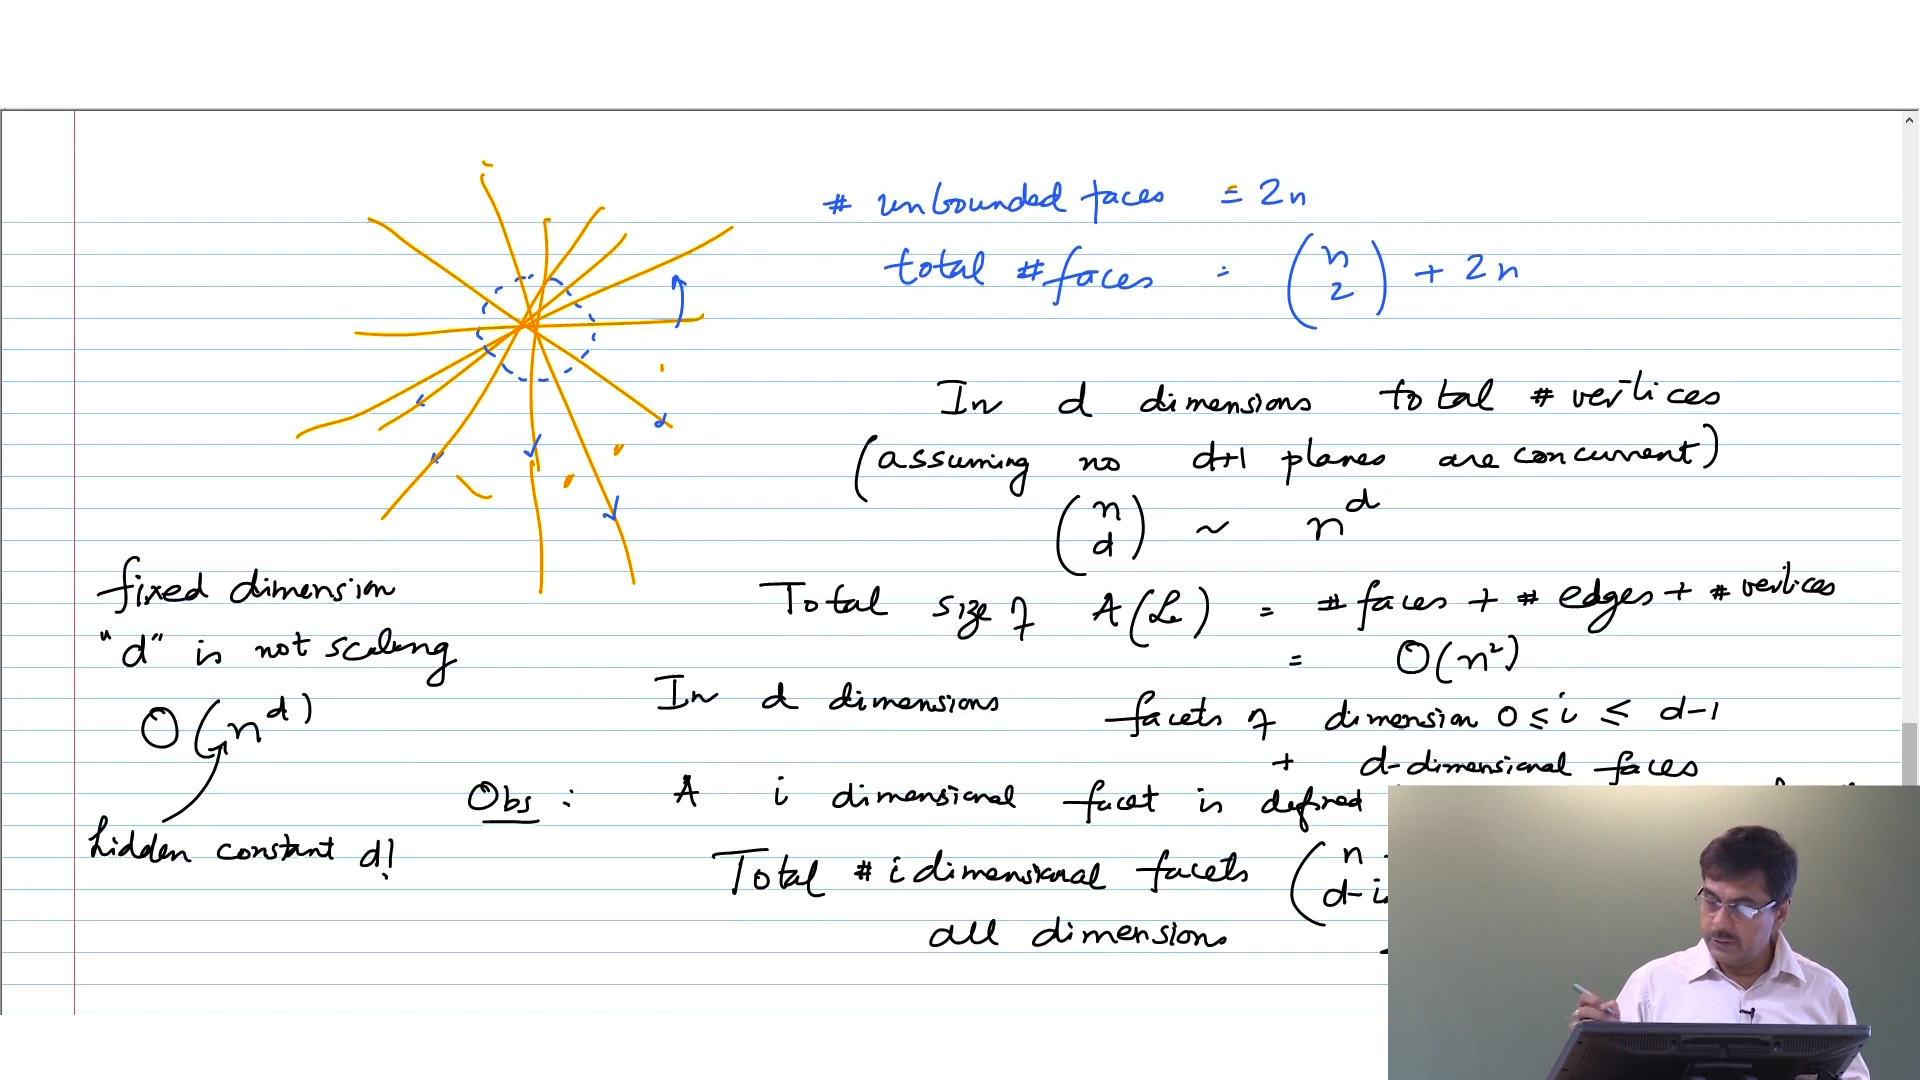 # unbounded faces = 2n
total # faces = (n 2) + 2n
In d dimensions total # vertices
(assuming no d+1 planes are concurrent)
(n d) ~ n^d
fixed dimension
"d" is not scaling
O(n^d)
hidden constant d!
Total size of A(L) = # faces + # edges + # vertices
= O(n²)
In d dimensions facets of dimension 0 ≤ i ≤ d-1
+ d-dimensional faces
Obs : A i dimensional facet is defined
Total # i dimensional facets (n d-i
all dimensions